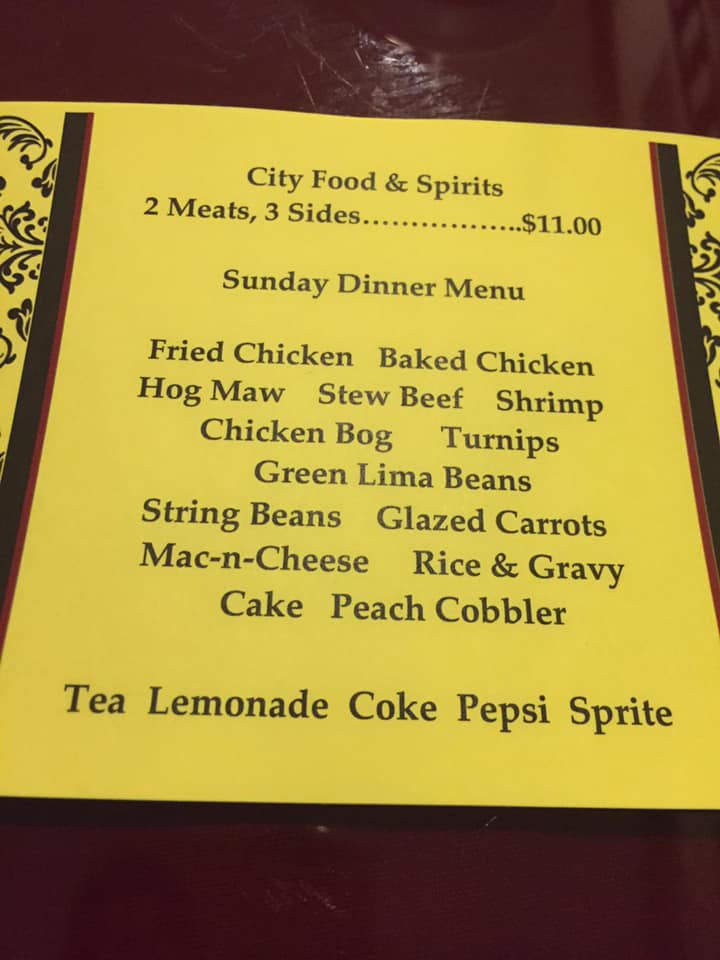 City Food & Spirits
2 Meats, 3 Sides………………..$11.00
Sunday Dinner Menu
Fried Chicken Baked Chicken
Hog Maw Stew Beef Shrimp
Chicken Bog Turnips
Green Lima Beans
String Beans Glazed Carrots
Mac-n-Cheese Rice & Gravy
Cake Peach Cobbler
Tea Lemonade Coke Pepsi Sprite